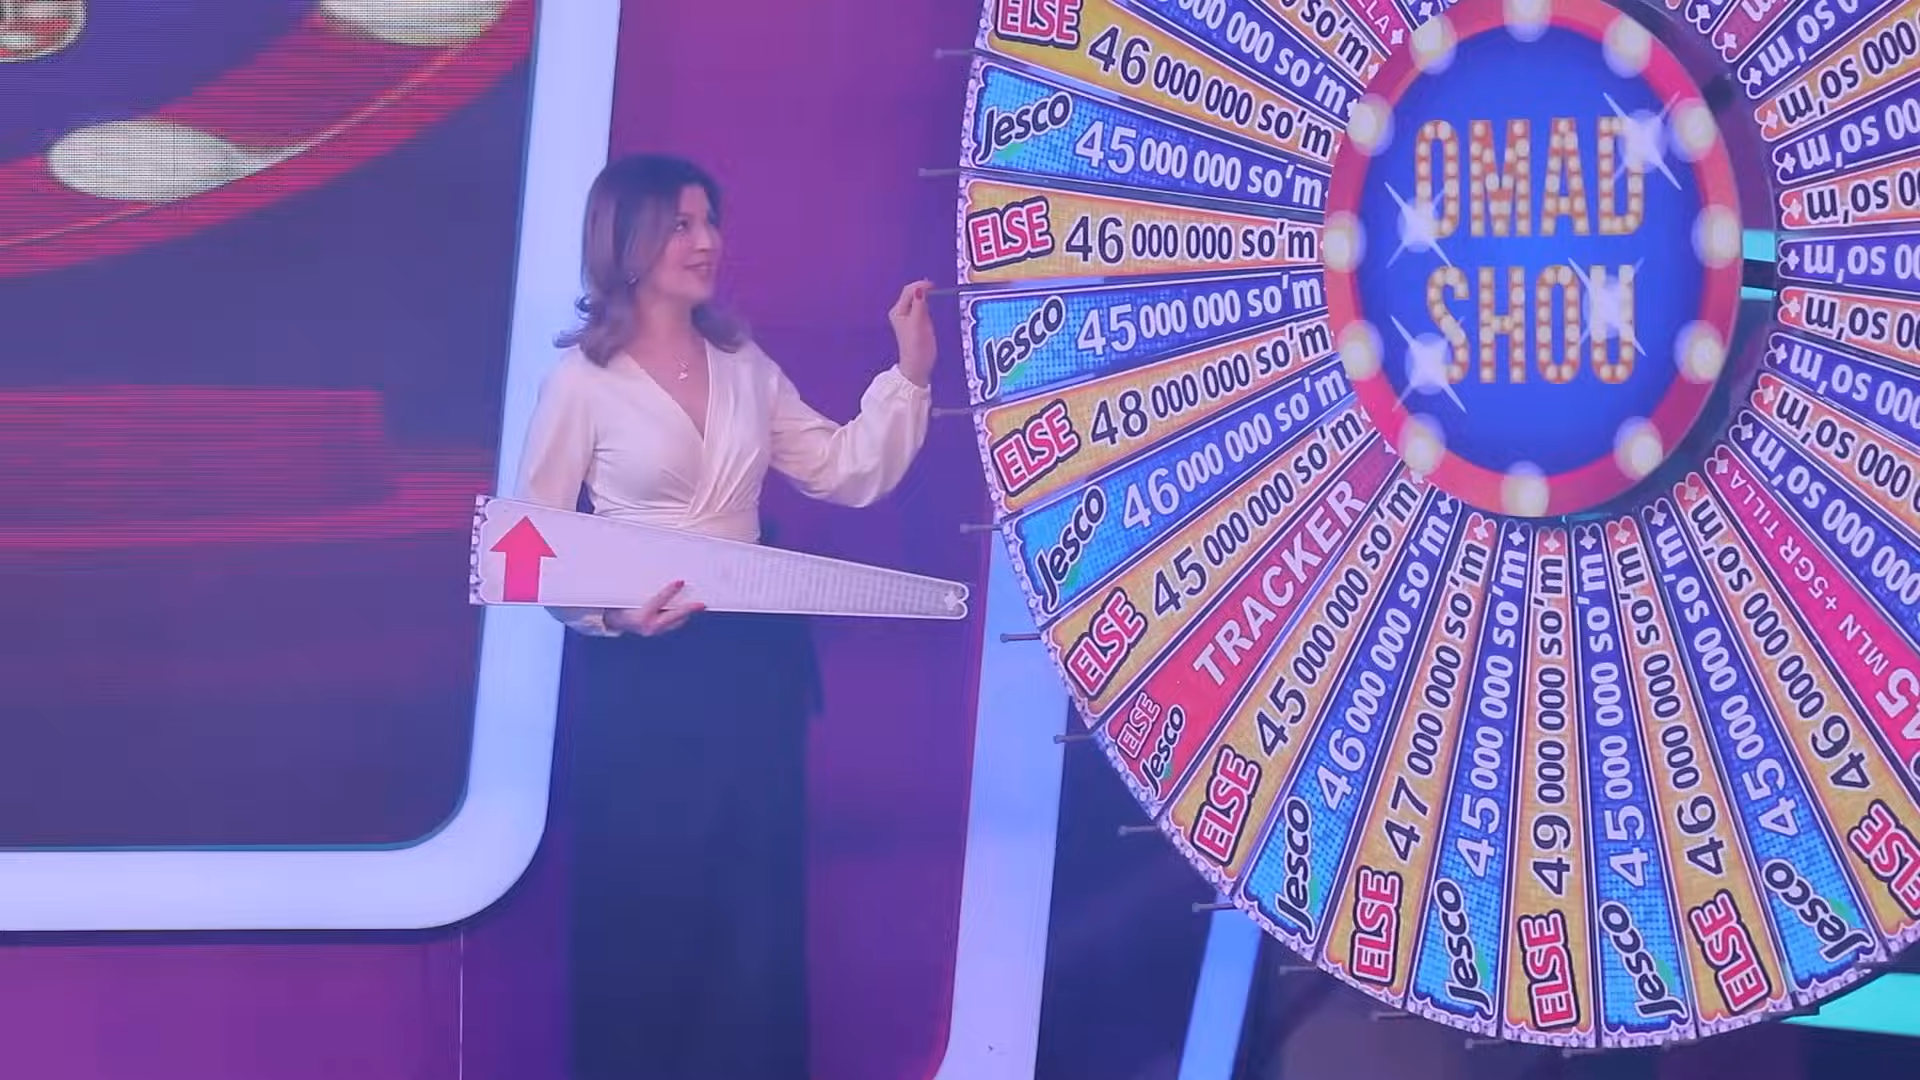 ELSE 46 000 000 so'm
Jesco 45 000 000 so'm
ELSE 46 000 000 so'm
Jesco 45 000 000 so'm
ELSE 48 000 000 so'm
Jesco 46 000 000 so'm
ELSE 45 000 000 so'm
ELSE Jesco TRACKER
ELSE 45 000 000 so'm
Jesco 46 000 000 so'm
ELSE 47 000 000 so'm
Jesco 45 000 000 so'm
ELSE 49 000 000 so'm
Jesco 45 000 000 so'm
ELSE 46 000 000 so'm
Jesco 45 000 000 so'm
ELSE 46 000 000 so'm
45 MLN +5GR TILLA
OMAD
SHOU